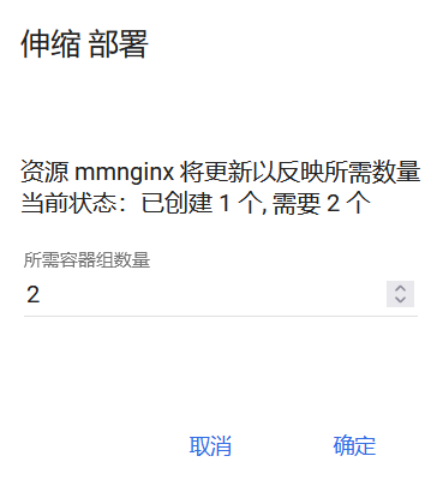 伸缩 部署
资源 mmnginx 将更新以反映所需数量
当前状态：已创建 1 个, 需要 2 个
所需容器组数量
2
取消 确定